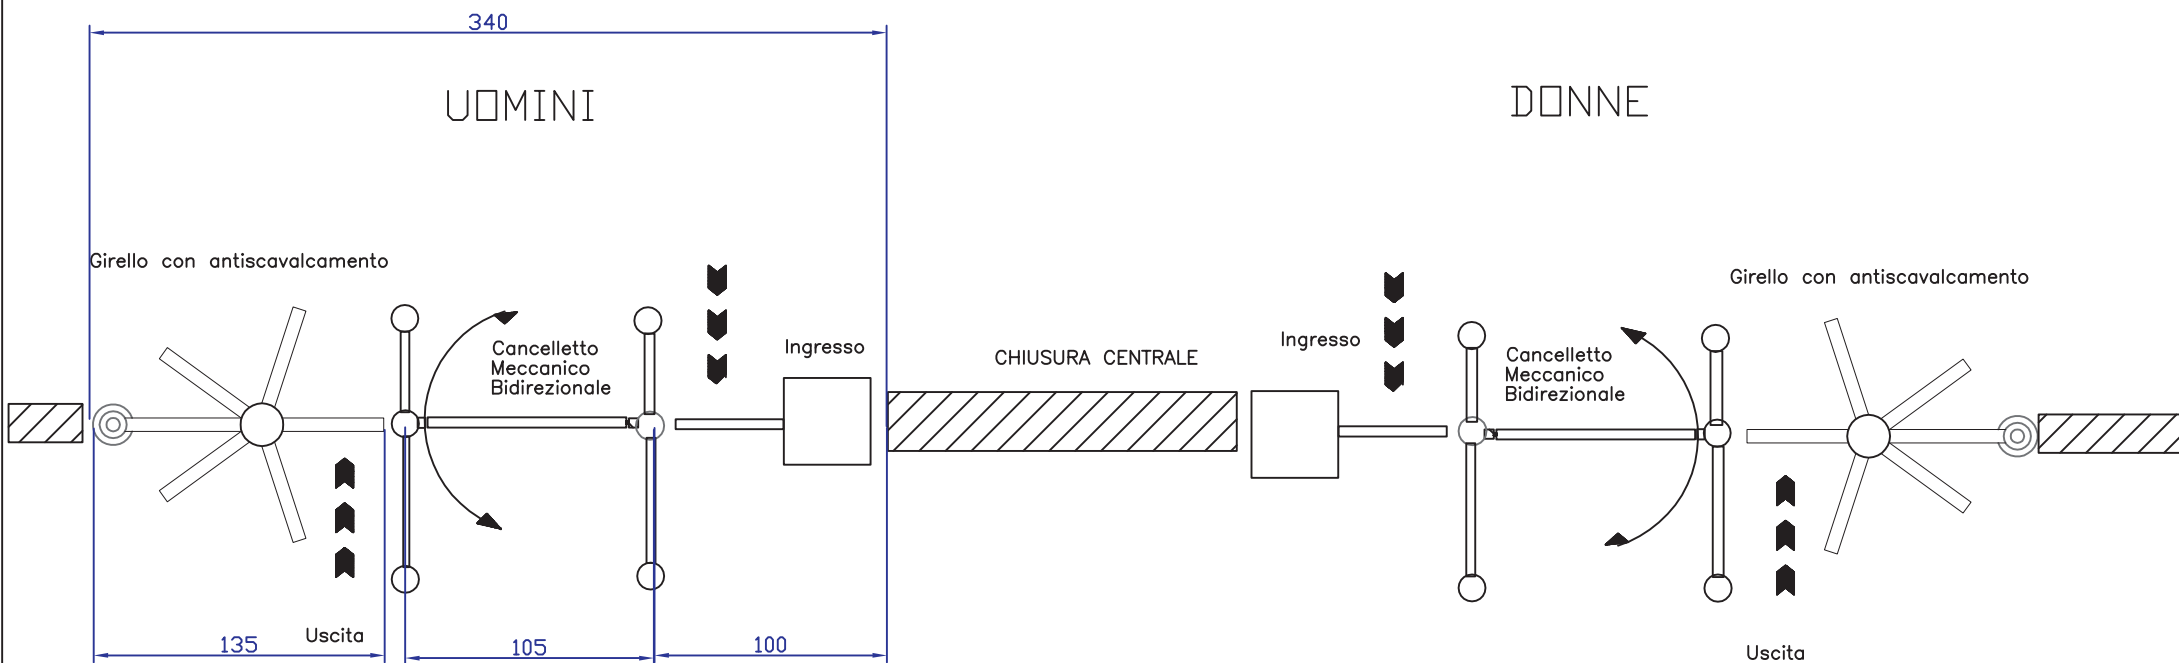 340
UOMINI
DONNE
Girello con antiscavalcamento
Girello con antiscavalcamento
Cancelletto
Meccanico
Bidirezionale
Ingresso
CHIUSURA CENTRALE
Ingresso
Cancelletto
Meccanico
Bidirezionale
135
Uscita
105
100
Uscita